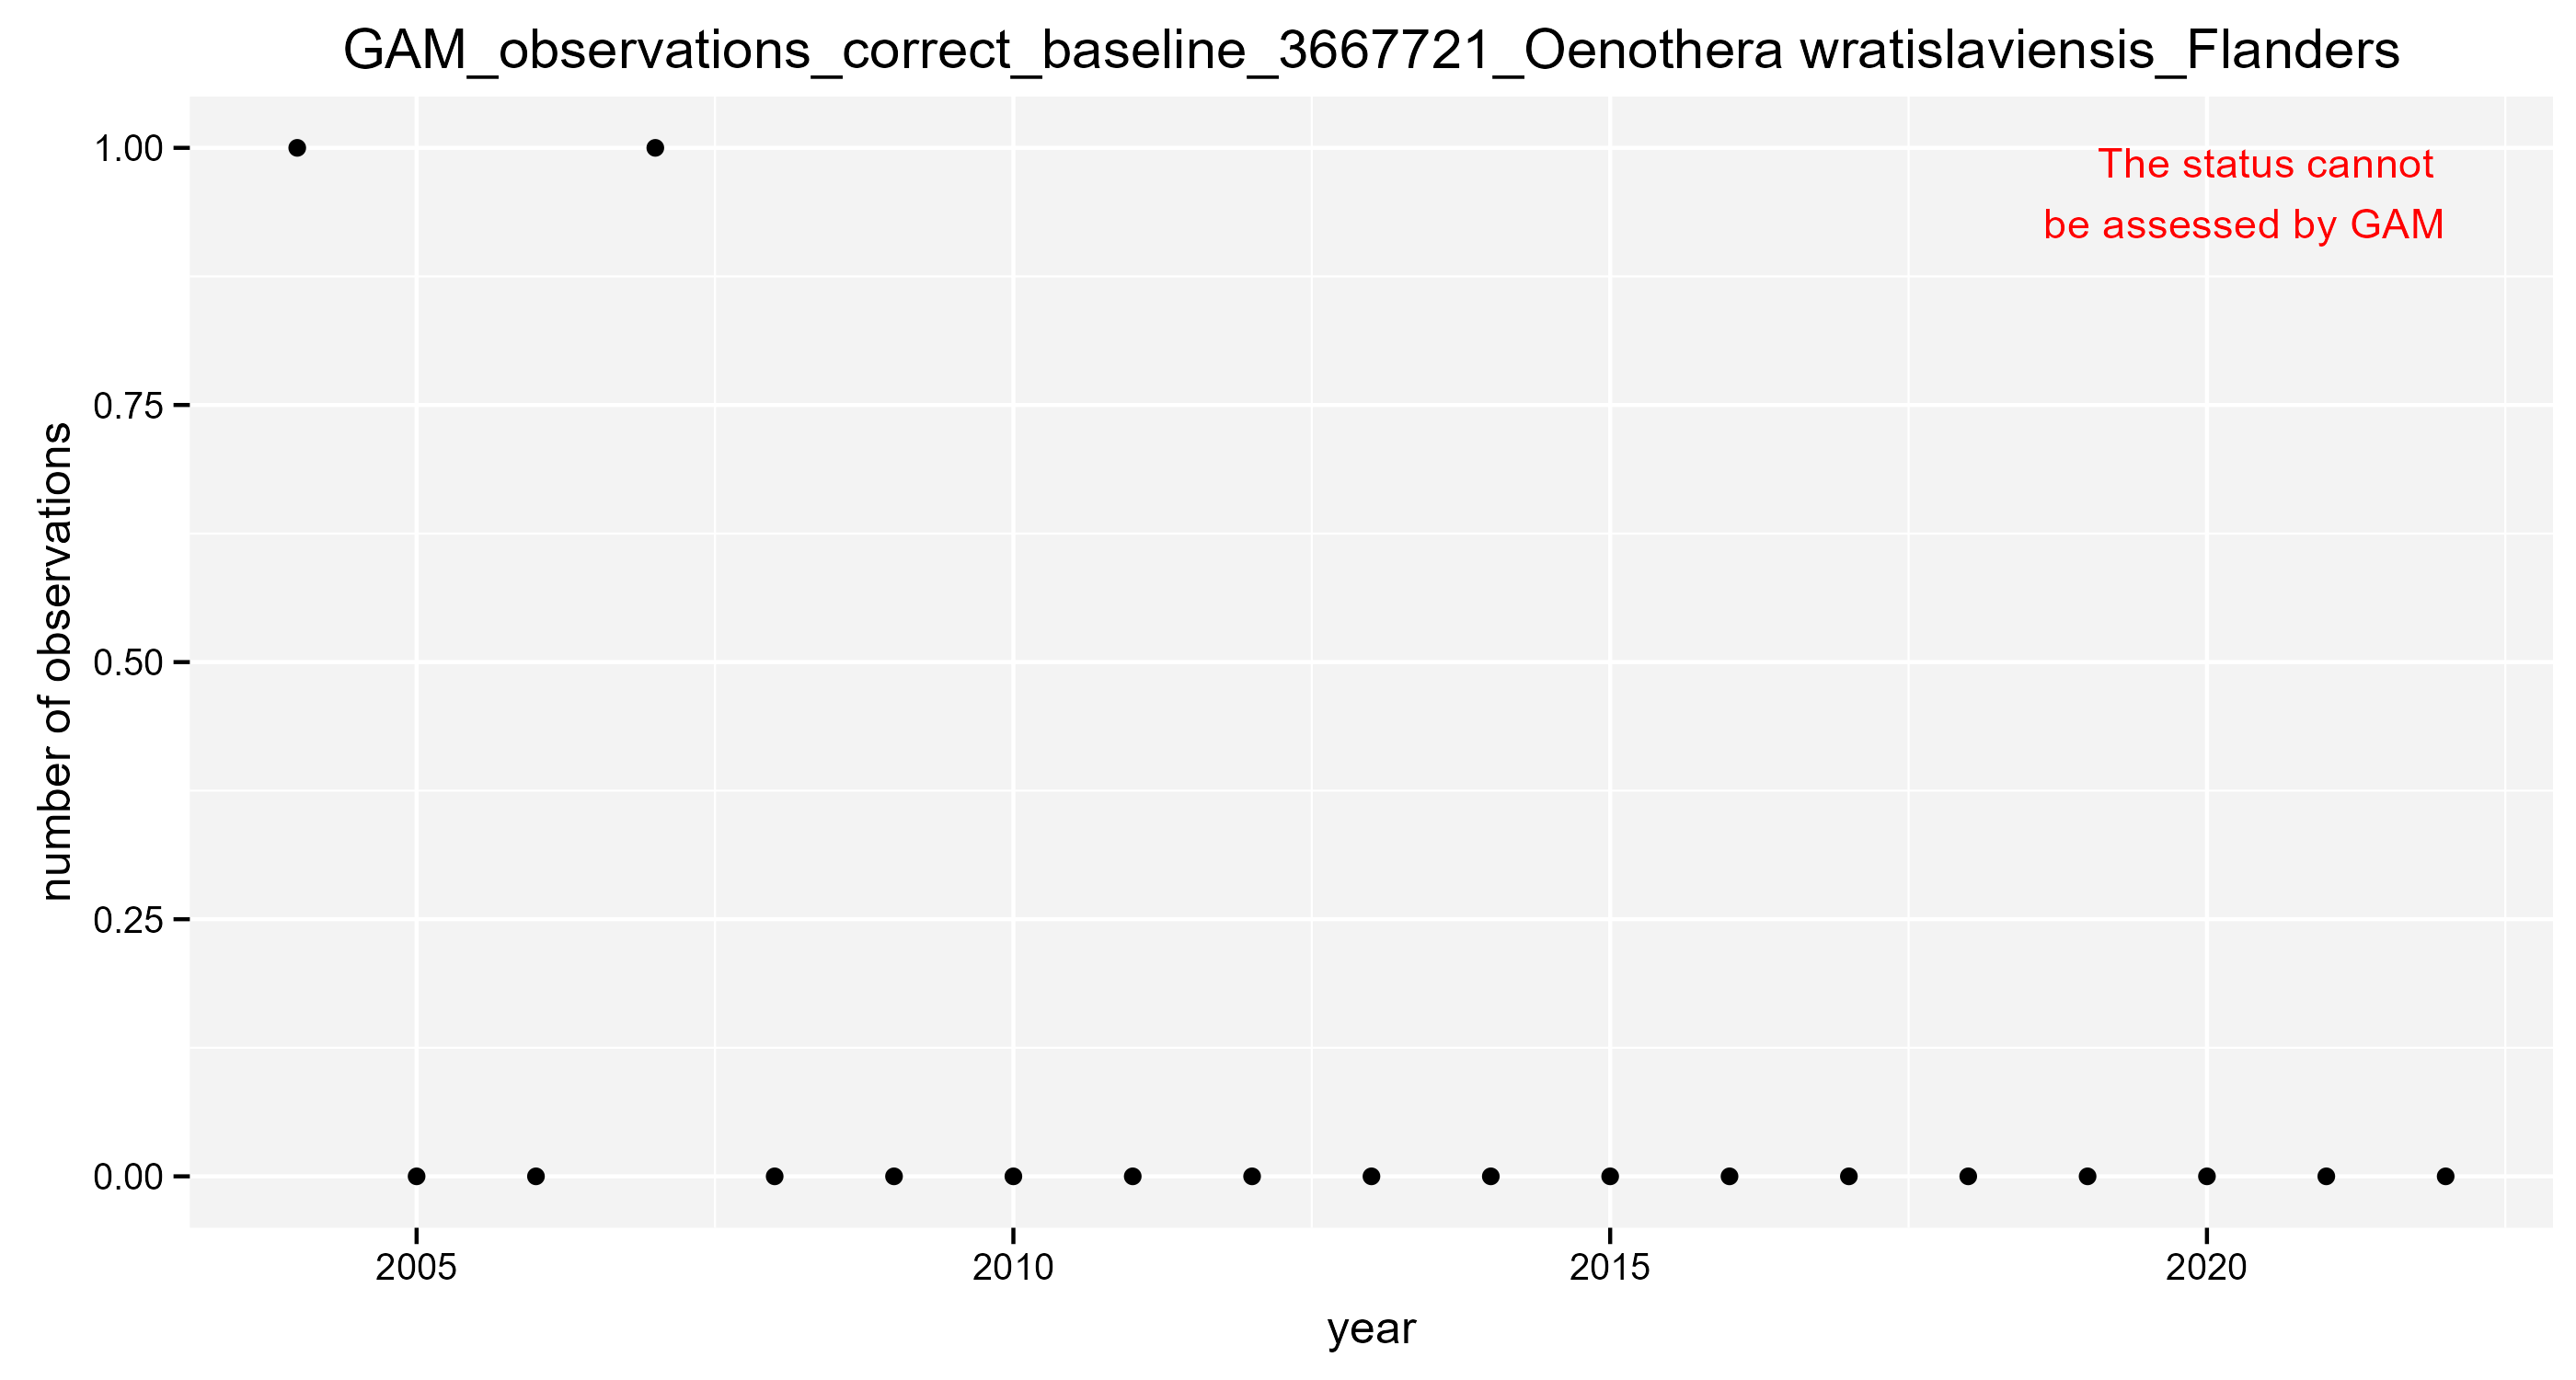 GAM_observations_correct_baseline_3667721_Oenothera wratislaviensis_Flanders
The status cannot
be assessed by GAM
number of observations
1.00
0.75
0.50
0.25
0.00
2005
2010
2015
2020
year